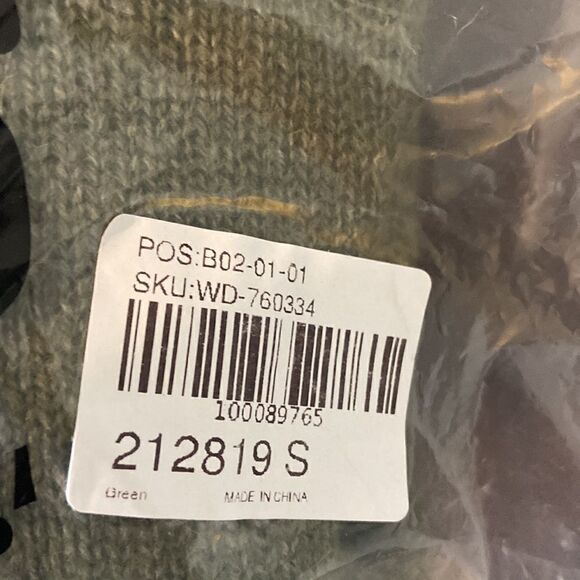 POS:B02-01-01
SKU:WD-760334
100089765
212819 S
Green MADE IN CHINA